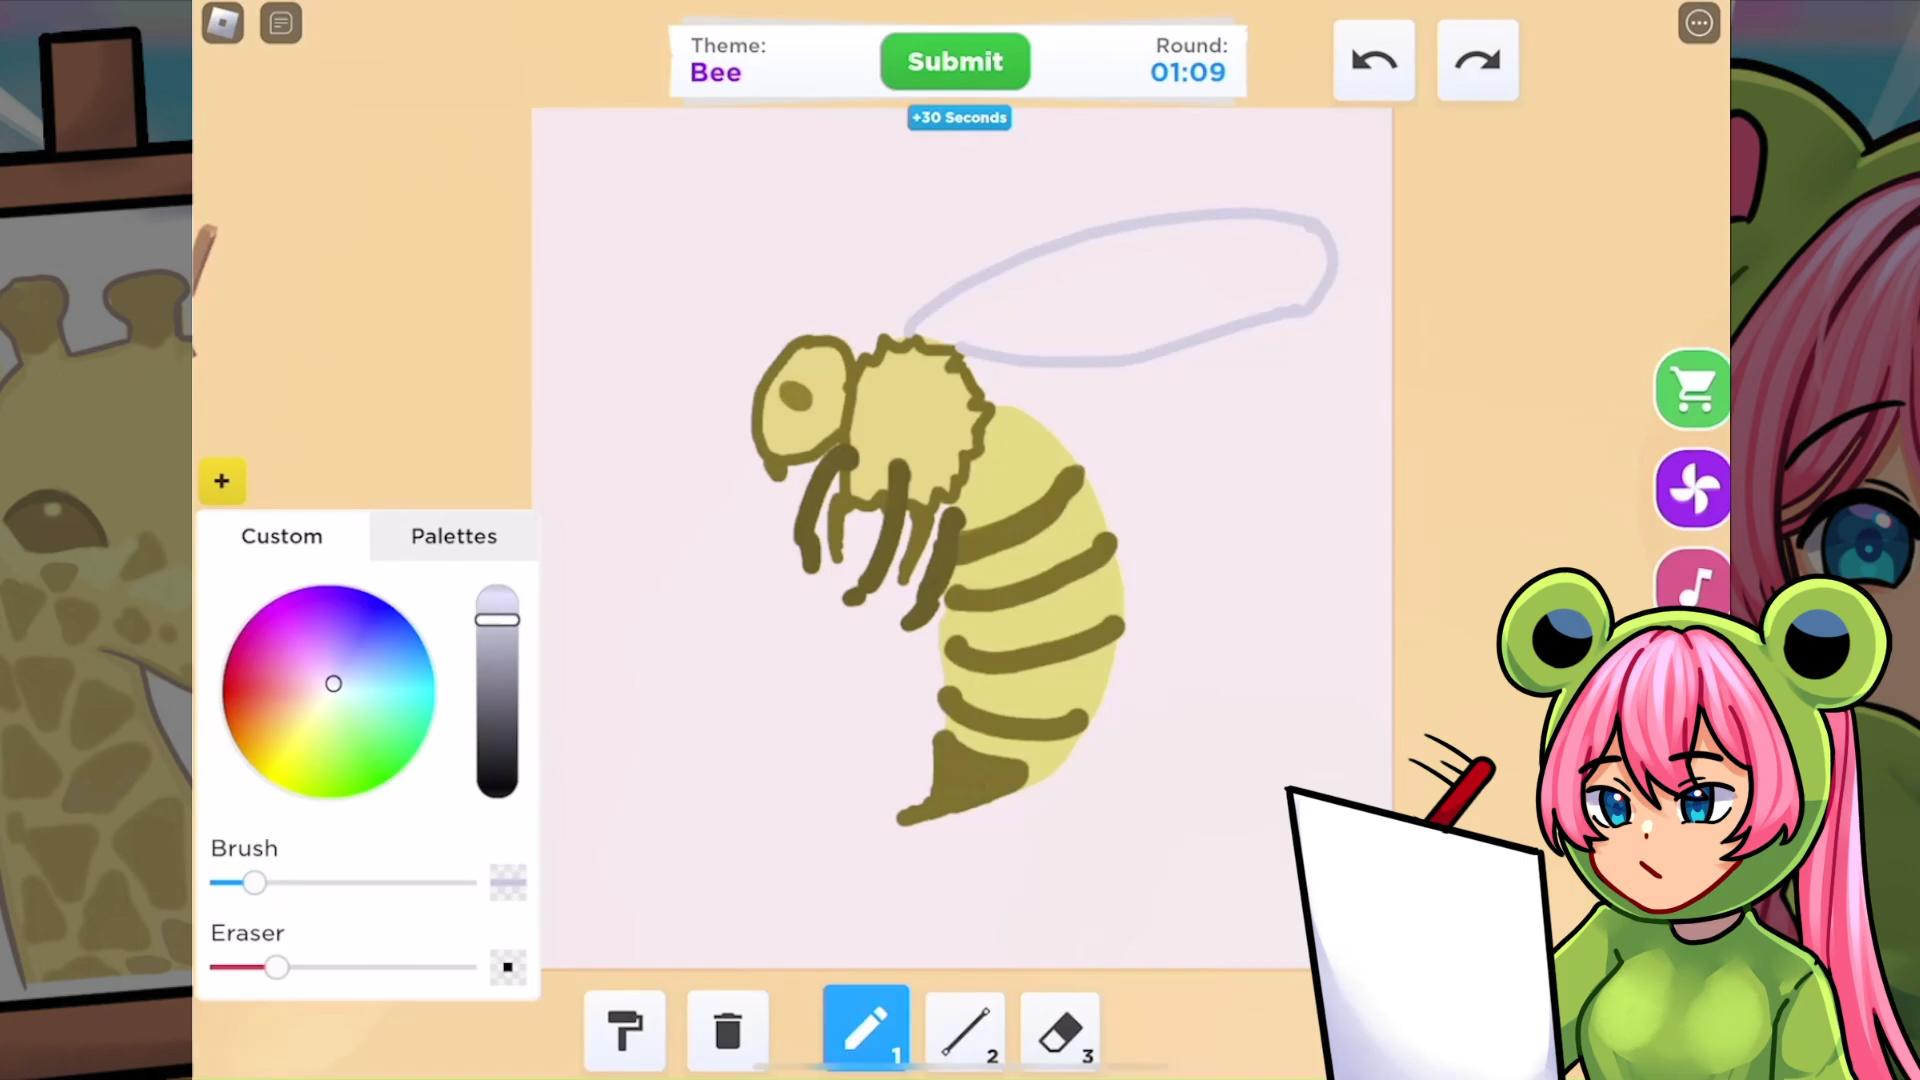 Theme:
Bee
Submit
Round:
01:09
+30 Seconds
+
Custom
Palettes
Brush
Eraser
1
2
3